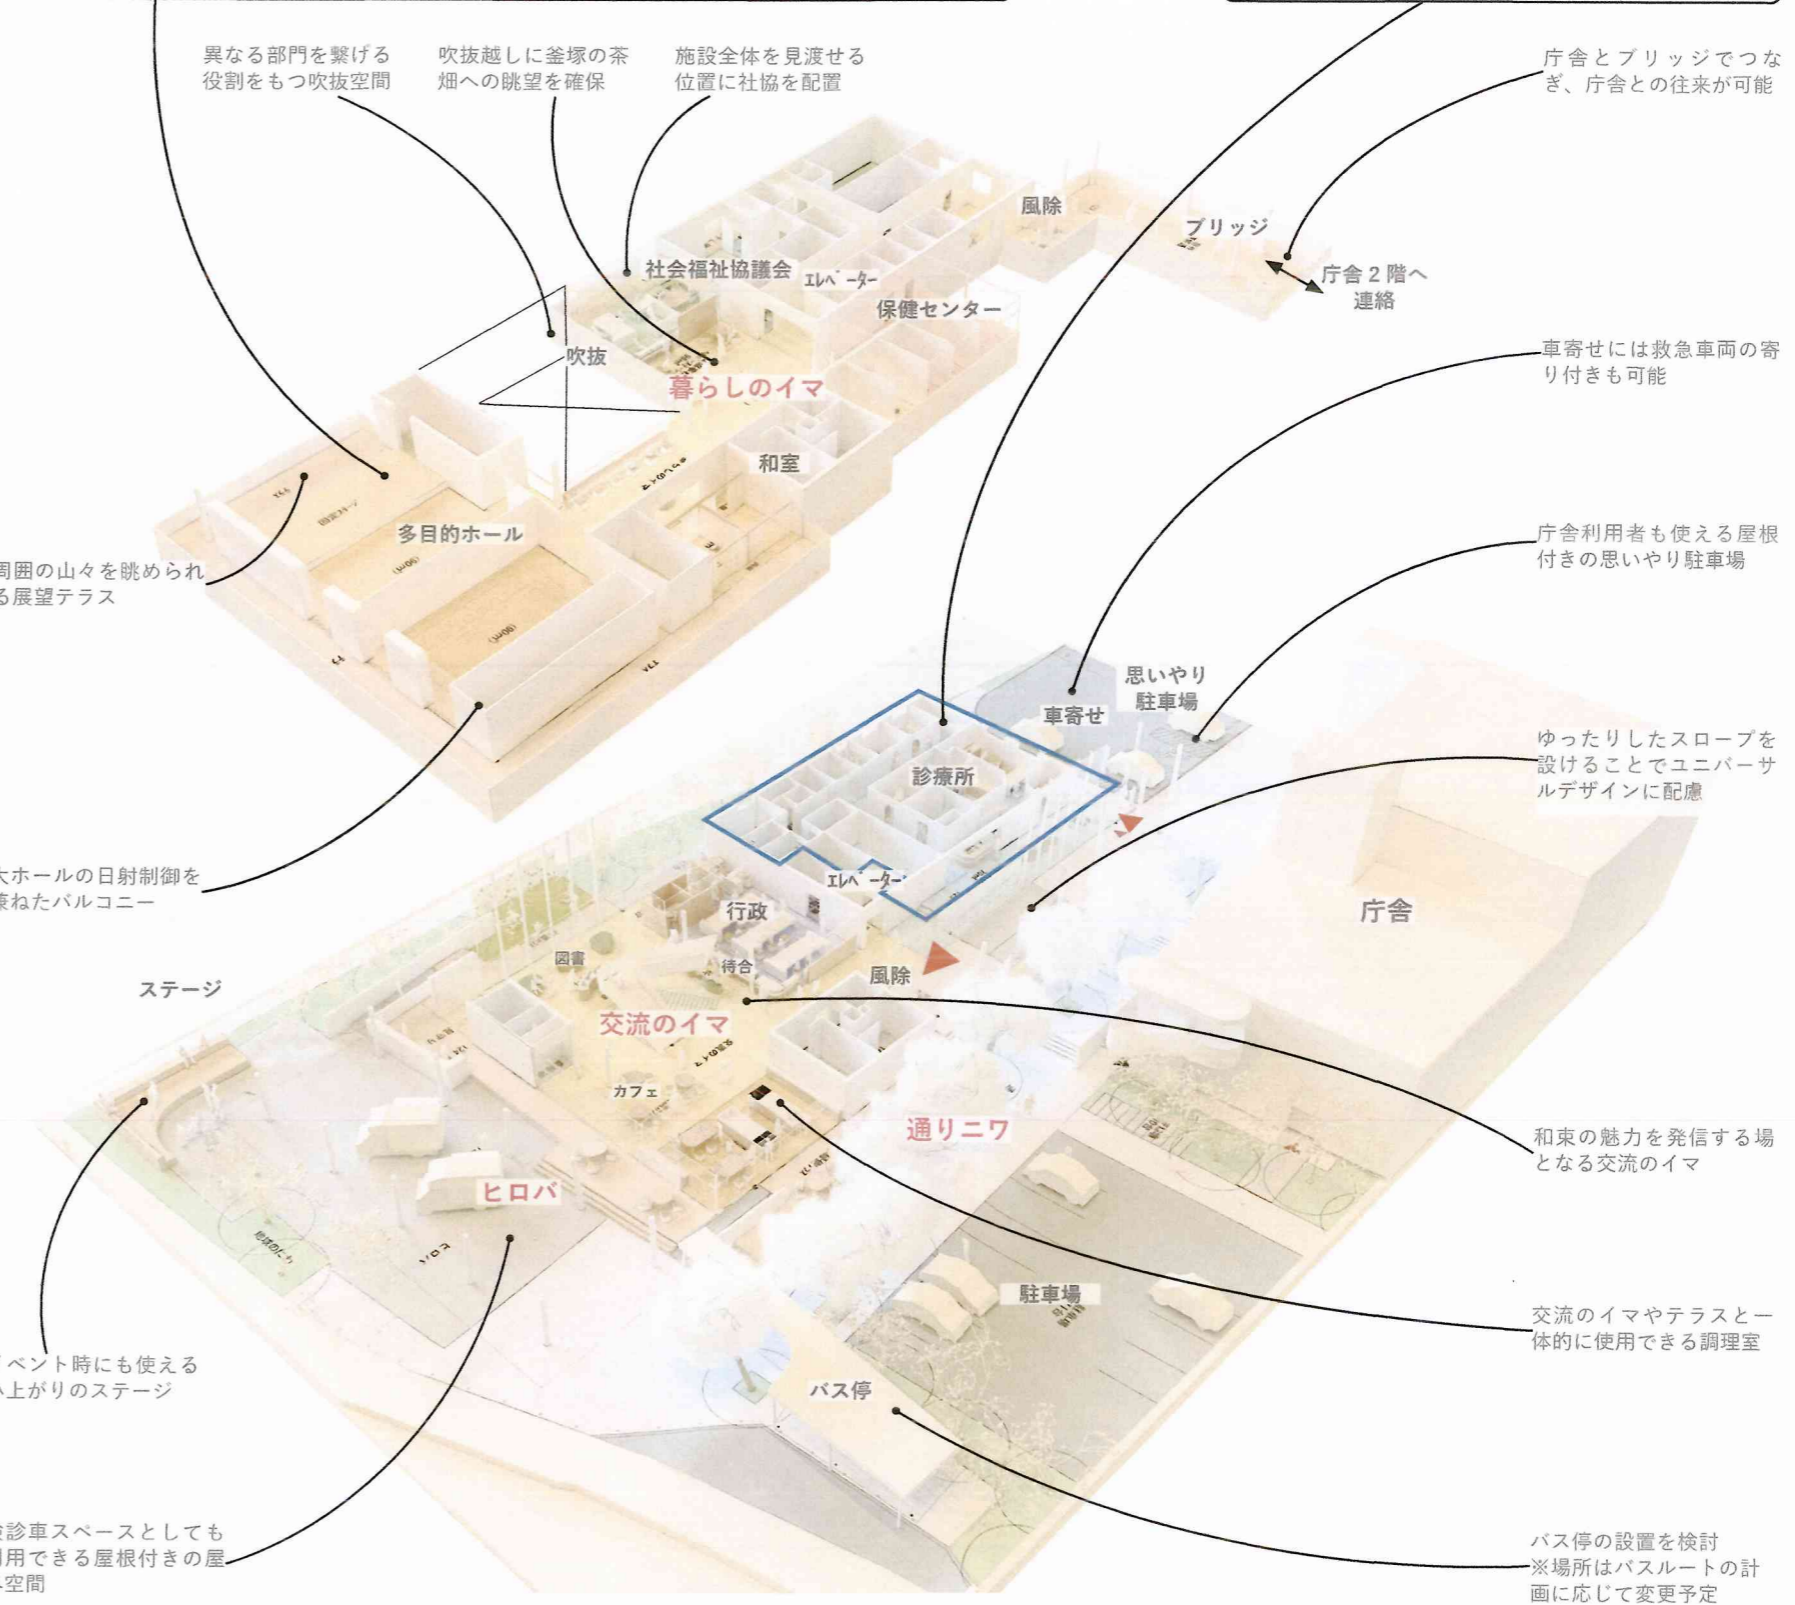 異なる部門を繋げる
役割をもつ吹抜空間
吹抜越しに釜塚の茶
畑への眺望を確保
施設全体を見渡せる
位置に社協を配置
庁舎とブリッジでつな
ぎ、庁舎との往来が可能
風除
ブリッジ
社会福祉協議会
エレベーター
庁舎2階へ
連絡
保健センター
吹抜
暮らしのイマ
車寄せには救急車両の寄
り付きも可能
和室
多目的ホール
周囲の山々を眺められ
る展望テラス
庁舎利用者も使える屋根
付きの思いやり駐車場
思いやり
駐車場
車寄せ
診療所
ゆったりしたスロープを
設けることでユニバーサ
ルデザインに配慮
大ホールの日射制御を
兼ねたバルコニー
エレベーター
行政
庁舎
図書
待合
風除
ステージ
交流のイマ
カフェ
通りニワ
和束の魅力を発信する場
となる交流のイマ
ヒロバ
ヒロバ
駐車場
交流のイマやテラスと一
体的に使用できる調理室
ベント時にも使える
上がりのステージ
バス停
診車スペースとしても
用できる屋根付きの屋
空間
バス停の設置を検討
※場所はバスルートの計
画に応じて変更予定